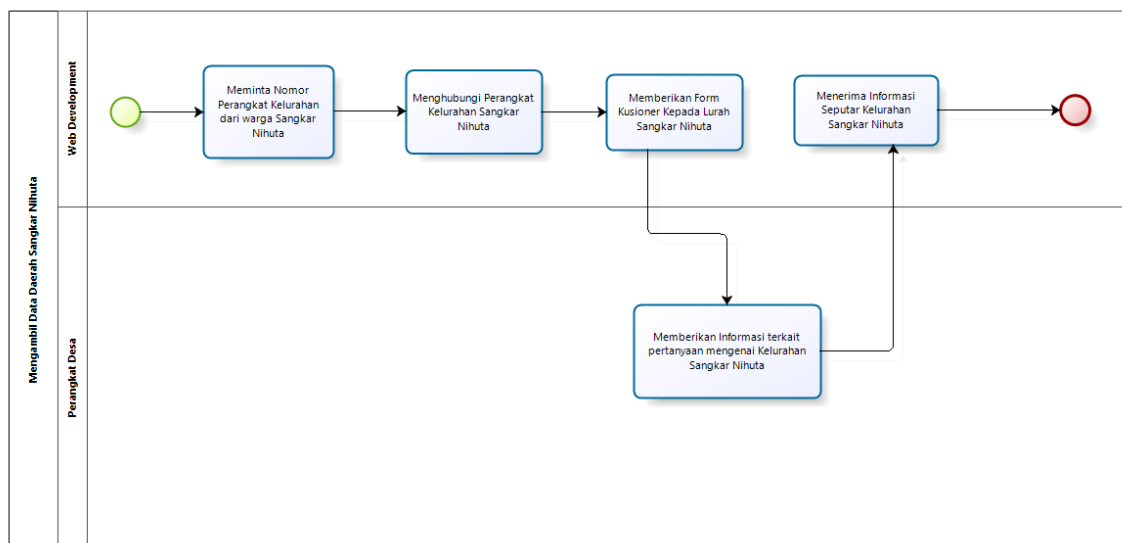 Mengambil Data Daerah Sangkar Nihuta
Web Development
Meminta Nomor
Perangkat Kelurahan
dari warga Sangkar
Nihuta
Menghubungi Perangkat
Kelurahan Sangkar
Nihuta
Memberikan Form
Kusioner Kepada Lurah
Sangkar Nihuta
Menerima Informasi
Seputar Kelurahan
Sangkar Nihuta
Perangkat Desa
Memberikan Informasi terkait
pertanyaan mengenai Kelurahan
Sangkar Nihuta